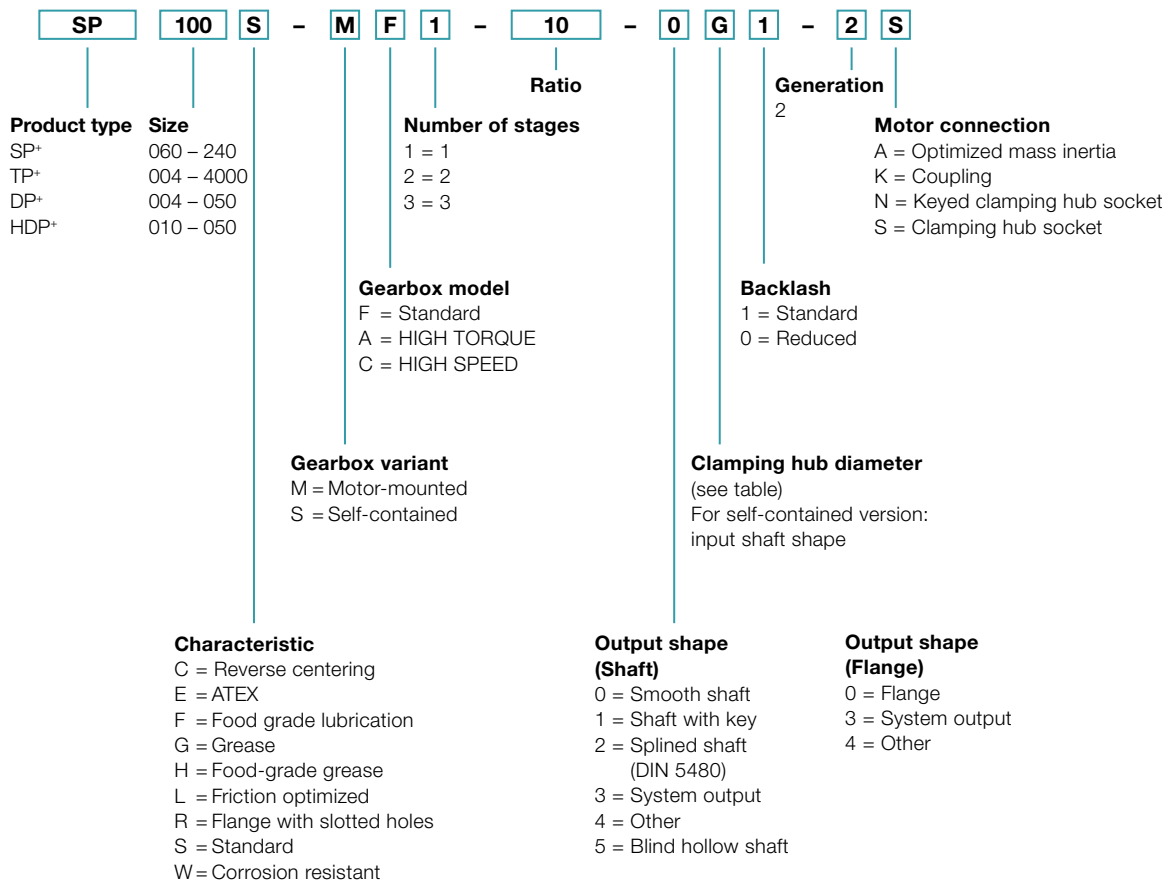 SP 100 S – M F 1 – 10 – 0 G 1 – 2 S
Ratio
Generation
2
Product type
SP+
TP+
DP+
HDP+
Size
060 – 240
004 – 4000
004 – 050
010 – 050
Number of stages
1 = 1
2 = 2
3 = 3
Motor connection
A = Optimized mass inertia
K = Coupling
N = Keyed clamping hub socket
S = Clamping hub socket
Gearbox model
F = Standard
A = HIGH TORQUE
C = HIGH SPEED
Backlash
1 = Standard
0 = Reduced
Gearbox variant
M = Motor-mounted
S = Self-contained
Clamping hub diameter
(see table)
For self-contained version:
input shaft shape
Characteristic
C = Reverse centering
E = ATEX
F = Food grade lubrication
G = Grease
H = Food-grade grease
L = Friction optimized
R = Flange with slotted holes
S = Standard
W = Corrosion resistant
Output shape
(Shaft)
0 = Smooth shaft
1 = Shaft with key
2 = Splined shaft
(DIN 5480)
3 = System output
4 = Other
5 = Blind hollow shaft
Output shape
(Flange)
0 = Flange
3 = System output
4 = Other